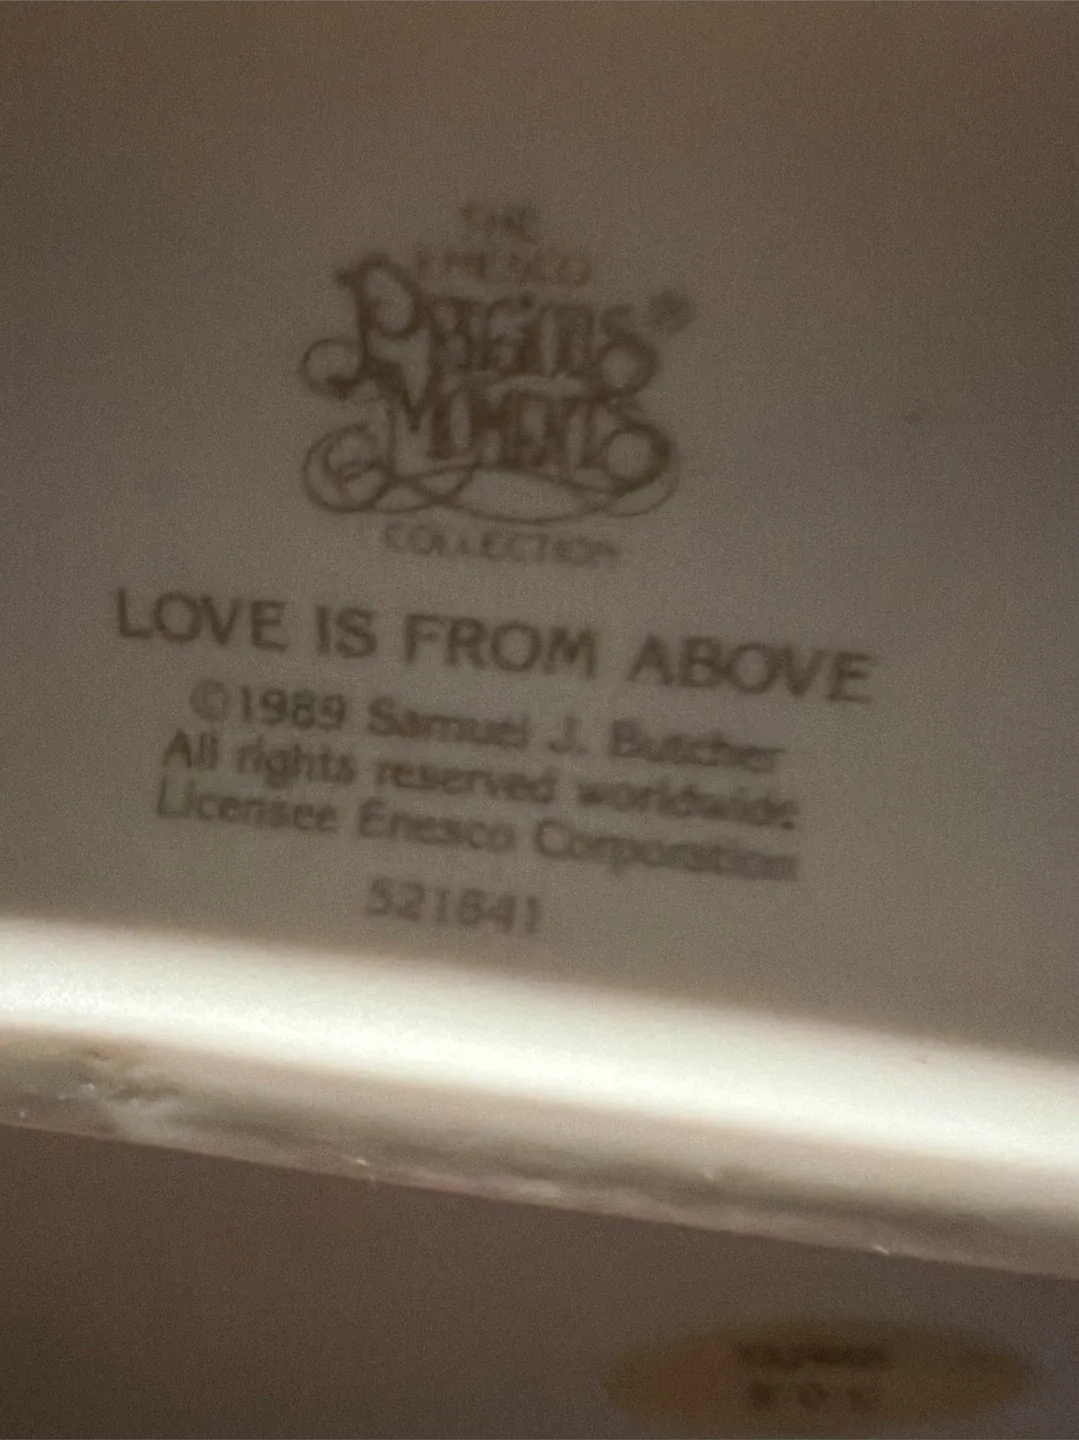 THE
ENESCO
PRECIOUS
MOMENTS
COLLECTION
LOVE IS FROM ABOVE
©1989 Samuel J. Butcher
All rights reserved worldwide
Licensee Enesco Corporation
521841